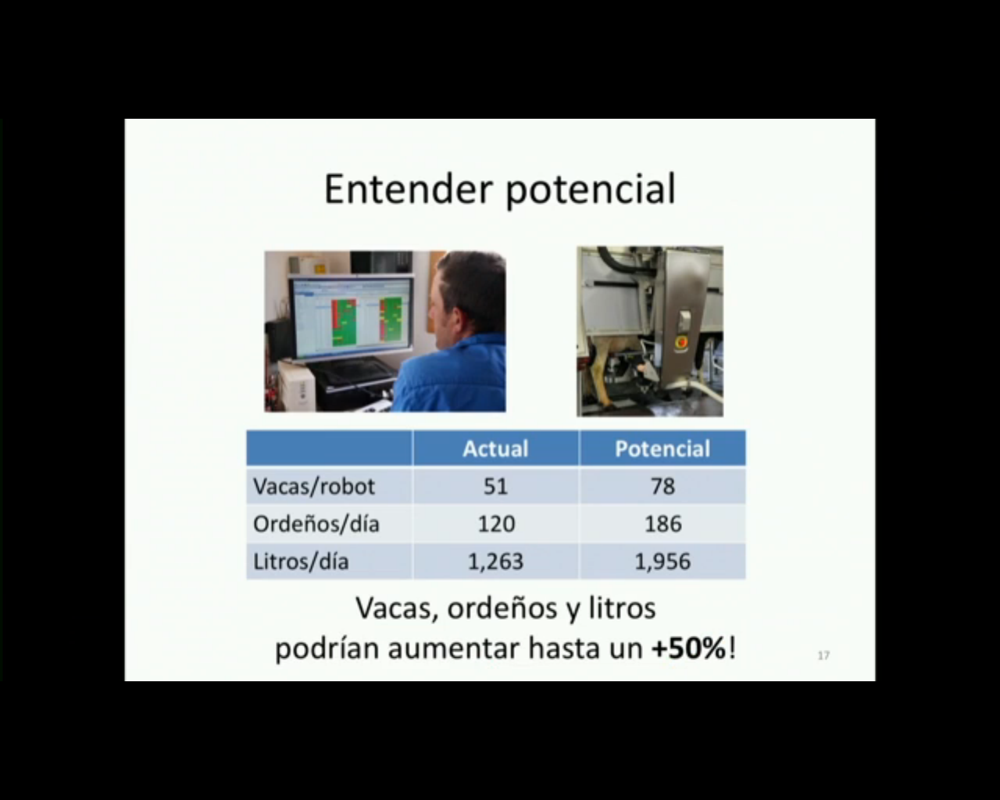 Entender potencial
Actual Potencial
Vacas/robot 51 78
Ordeños/día 120 186
Litros/día 1,263 1,956
Vacas, ordeños y litros
podrían aumentar hasta un +50%!
17